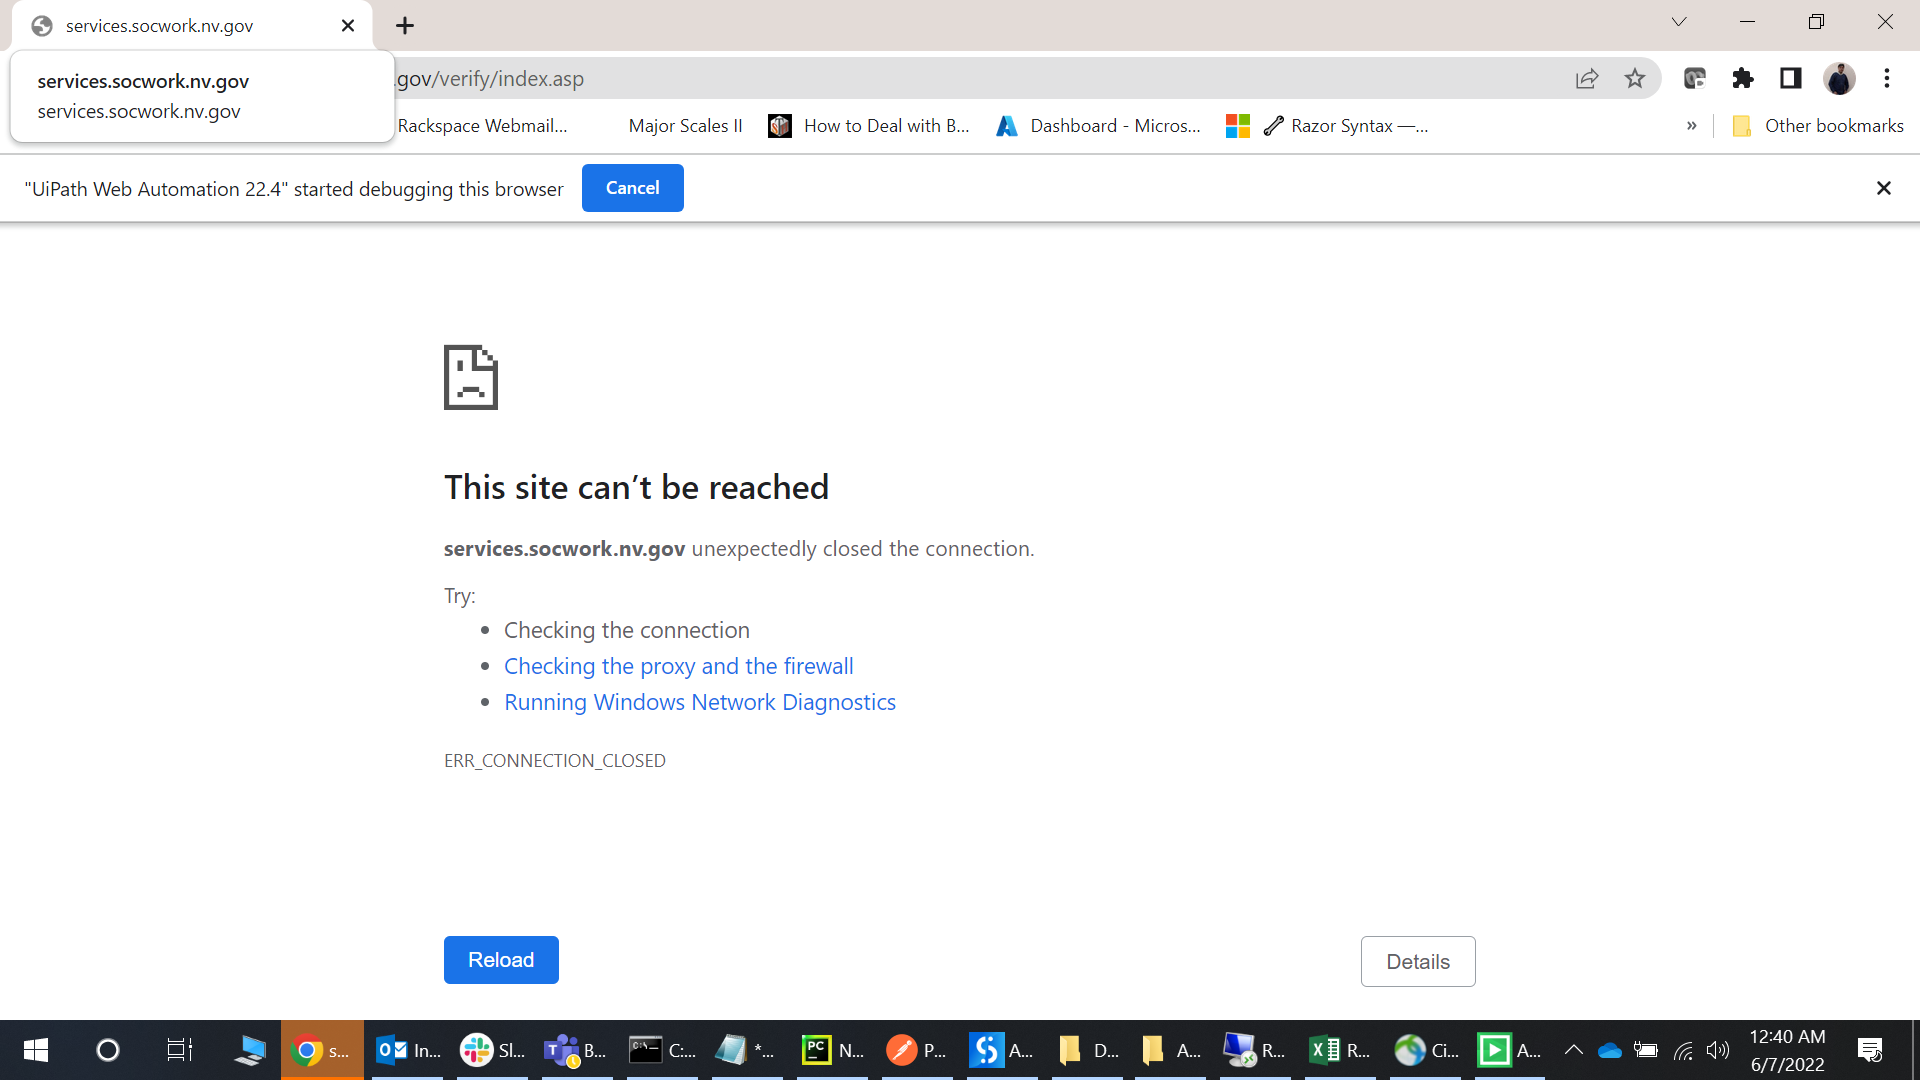 services.socwork.nv.gov
services.socwork.nv.gov
services.socwork.nv.gov
.gov/verify/index.asp
Rackspace Webmail...
Major Scales II
How to Deal with B...
Dashboard - Micros...
Razor Syntax —...
»
Other bookmarks
"UiPath Web Automation 22.4" started debugging this browser
Cancel
This site can’t be reached
services.socwork.nv.gov unexpectedly closed the connection.
Try:
• Checking the connection
• Checking the proxy and the firewall
• Running Windows Network Diagnostics
ERR_CONNECTION_CLOSED
Reload
Details
s...
In...
Sl...
B...
C:...
*...
N...
P...
A...
D...
A...
R...
R...
Ci...
A...
12:40 AM
6/7/2022